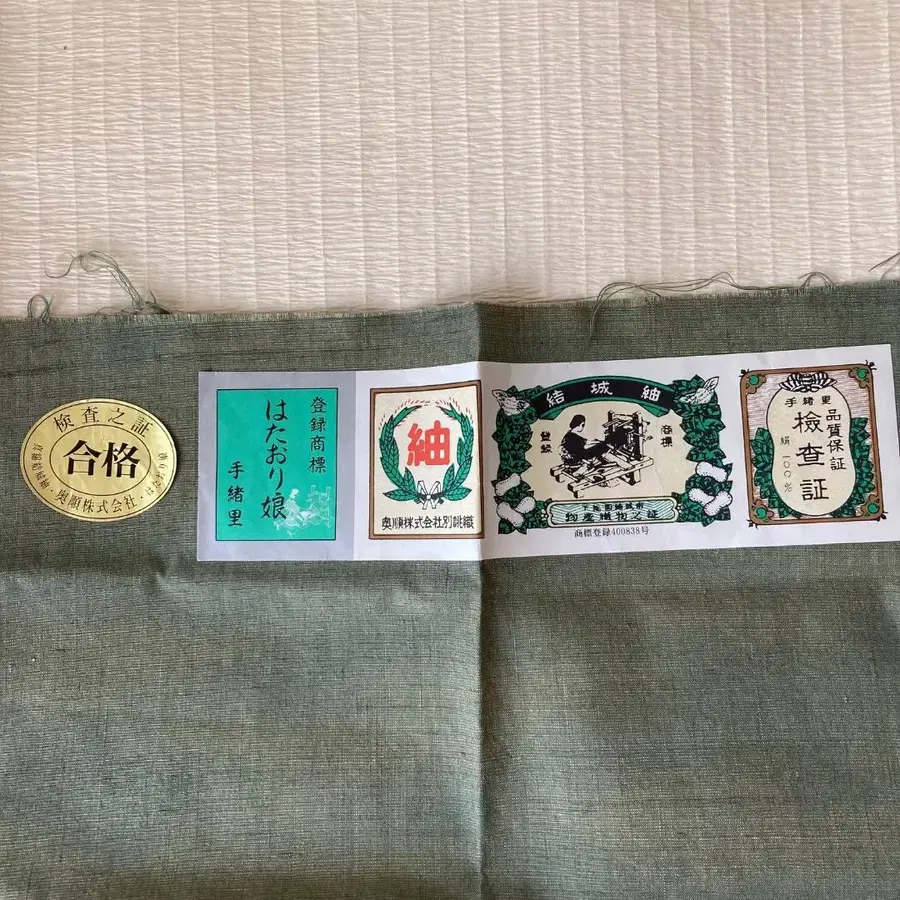 検査之証
合格
奥順株式会社
登録商標
はたおり娘
手緒里
紬
奥順株式会社別誂織
結城紬
登録
商標
物産織物之証
商標登録400838号
手緒里
品質保証
檢査証
絹一〇〇%